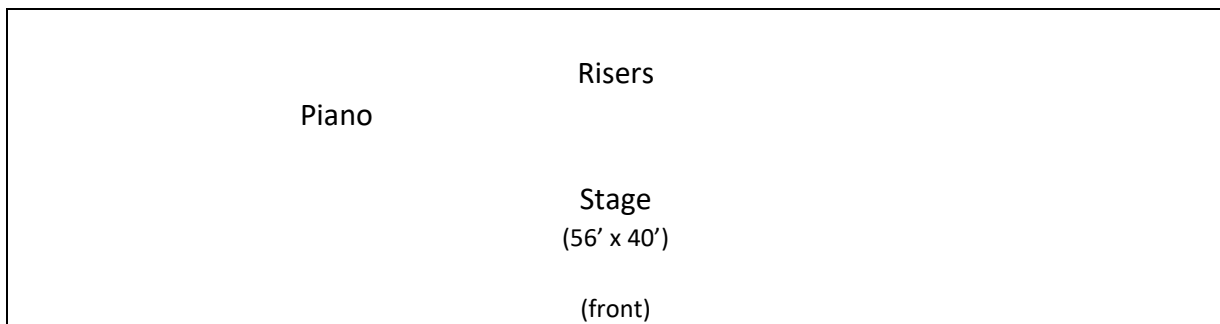 Risers
Piano
Stage
(56’ x 40’)
(front)